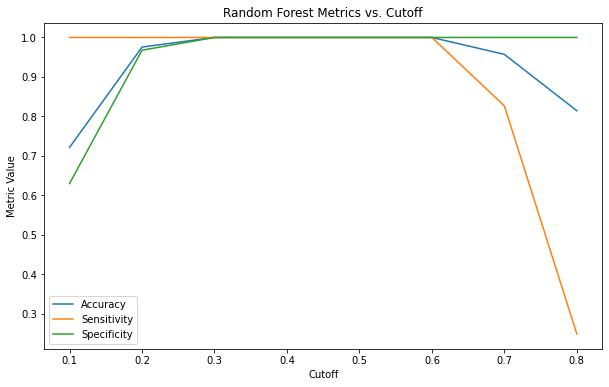 Random Forest Metrics vs. Cutoff
1.0
0.9
0.8
0.7
0.6
0.5
0.4
0.3
Metric Value
Accuracy
Sensitivity
Specificity
0.1 0.2 0.3 0.4 0.5 0.6 0.7 0.8
Cutoff